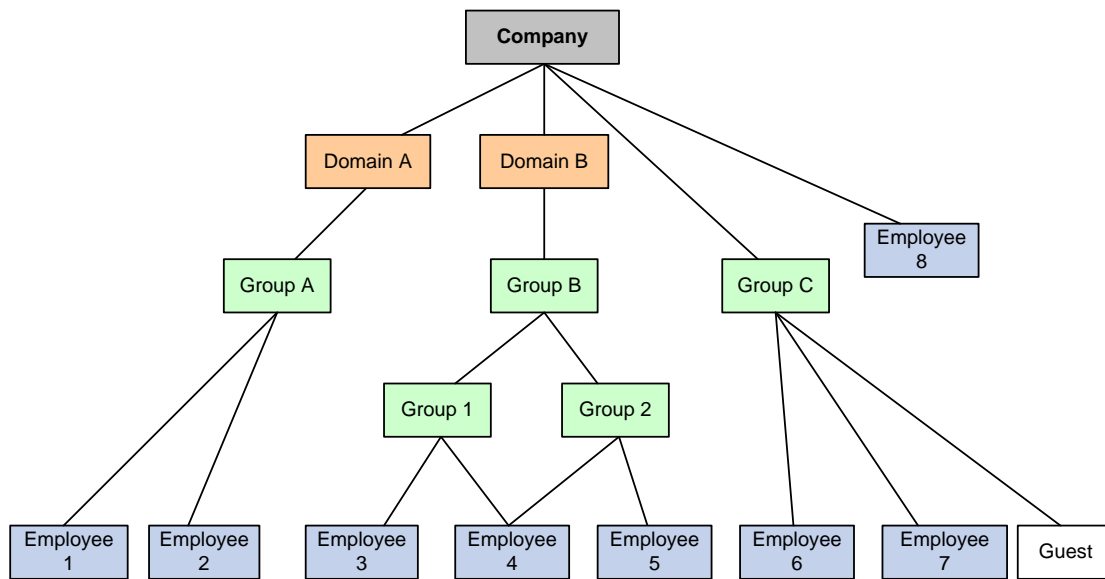 Company
Domain A
Domain B
Employee
8
Group A
Group B
Group C
Group 1
Group 2
Employee
1
Employee
2
Employee
3
Employee
4
Employee
5
Employee
6
Employee
7
Guest